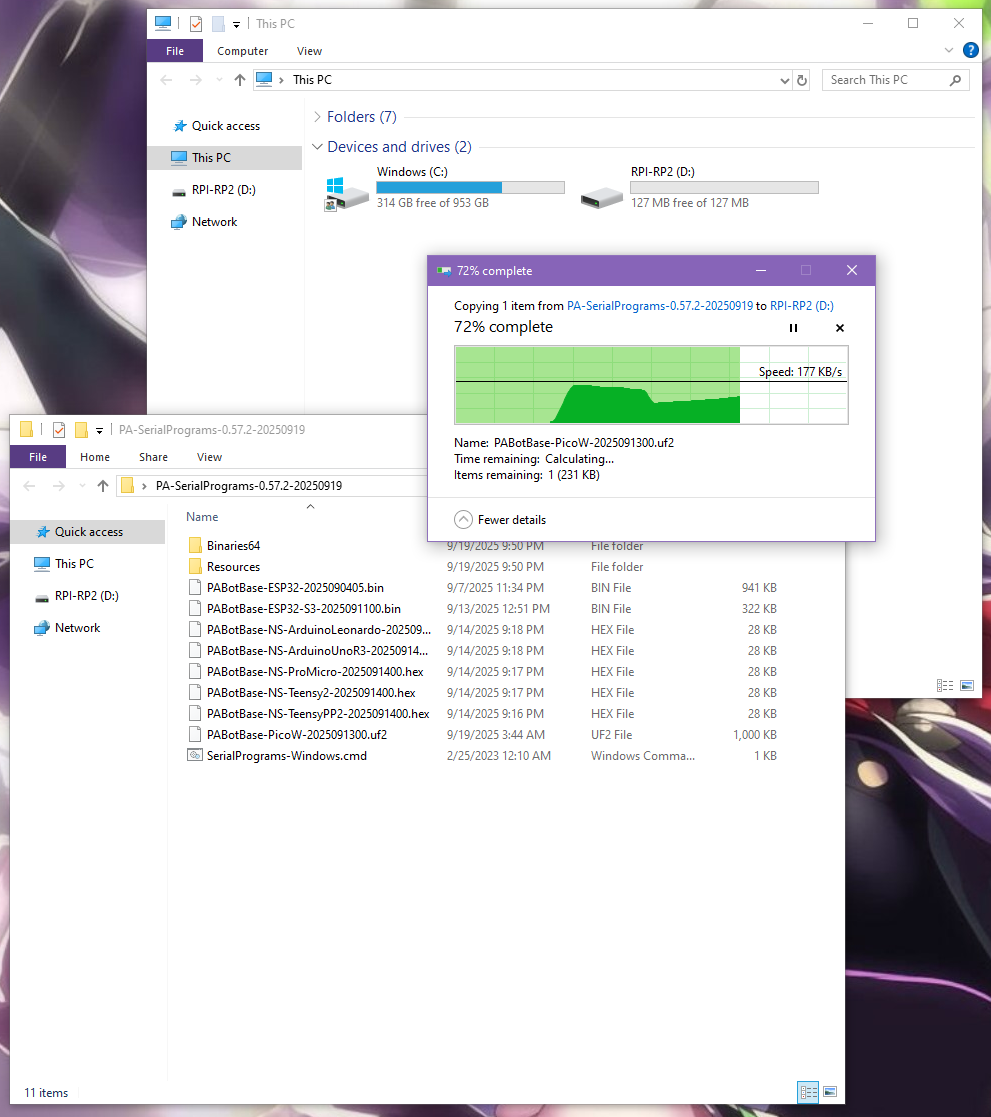 This PC
File Computer View
This PC
Search This PC
Quick access
This PC
RPI-RP2 (D:)
Network
Folders (7)
Devices and drives (2)
Windows (C:)
314 GB free of 953 GB
RPI-RP2 (D:)
127 MB free of 127 MB
72% complete
Copying 1 item from PA-SerialPrograms-0.57.2-20250919 to RPI-RP2 (D:)
72% complete
Speed: 177 KB/s
Name: PABotBase-PicoW-2025091300.uf2
Time remaining: Calculating...
Items remaining: 1 (231 KB)
Fewer details
PA-SerialPrograms-0.57.2-20250919
File Home Share View
PA-SerialPrograms-0.57.2-20250919
Quick access
This PC
RPI-RP2 (D:)
Network
Name
Binaries64 9/19/2025 9:50 PM File folder
Resources 9/19/2025 9:50 PM File folder
PABotBase-ESP32-2025090405.bin 9/7/2025 11:34 PM BIN File 941 KB
PABotBase-ESP32-S3-2025091100.bin 9/13/2025 12:51 PM BIN File 322 KB
PABotBase-NS-ArduinoLeonardo-202509... 9/14/2025 9:18 PM HEX File 28 KB
PABotBase-NS-ArduinoUnoR3-20250914... 9/14/2025 9:18 PM HEX File 28 KB
PABotBase-NS-ProMicro-2025091400.hex 9/14/2025 9:17 PM HEX File 28 KB
PABotBase-NS-Teensy2-2025091400.hex 9/14/2025 9:17 PM HEX File 28 KB
PABotBase-NS-TeensyPP2-2025091400.hex 9/14/2025 9:16 PM HEX File 28 KB
PABotBase-PicoW-2025091300.uf2 9/19/2025 3:44 AM UF2 File 1,000 KB
SerialPrograms-Windows.cmd 2/25/2023 12:10 AM Windows Comma... 1 KB
11 items